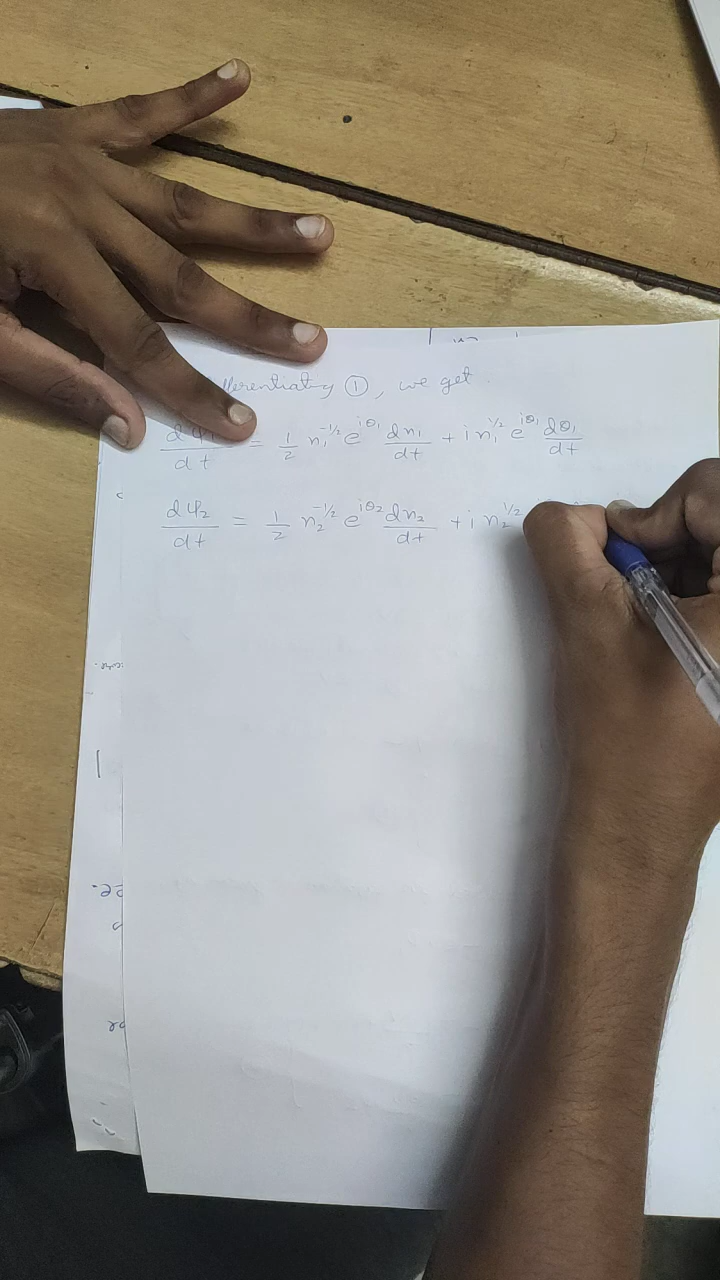 fferentiating ①, we get
dψ₁/dt = 1/2 n₁^-1/2 e^iθ₁ dn₁/dt + i n₁^1/2 e^iθ₁ dθ₁/dt
dψ₂/dt = 1/2 n₂^-1/2 e^iθ₂ dn₂/dt + i n₂^1/2